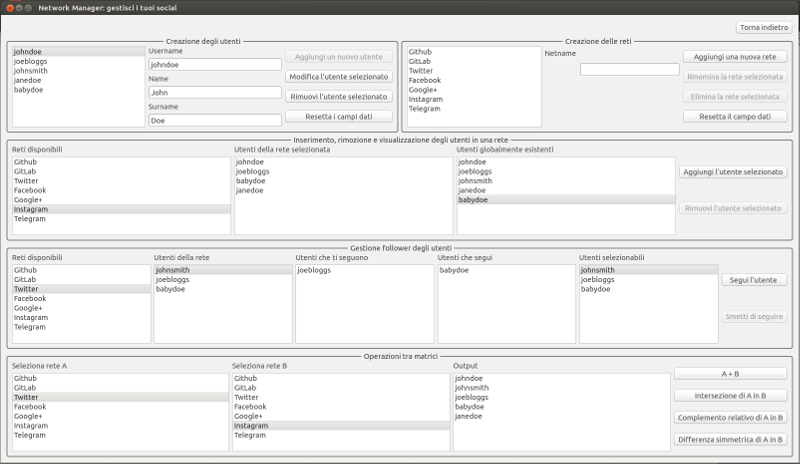 Network Manager: gestisci i tuoi social
Torna indietro
Creazione degli utenti
johndoe
joebloggs
johnsmith
janedoe
babydoe
Username
johndoe
Name
John
Surname
Doe
Aggiungi un nuovo utente
Modifica l'utente selezionato
Rimuovi l'utente selezionato
Resetta i campi dati
Creazione delle reti
Github
GitLab
Twitter
Facebook
Google+
Instagram
Telegram
Netname
Aggiungi una nuova rete
Rinomina la rete selezionata
Elimina la rete selezionata
Resetta il campo dati
Inserimento, rimozione e visualizzazione degli utenti in una rete
Reti disponibili
Github
GitLab
Twitter
Facebook
Google+
Instagram
Telegram
Utenti della rete selezionata
johndoe
joebloggs
babydoe
janedoe
Utenti globalmente esistenti
johndoe
joebloggs
johnsmith
janedoe
babydoe
Aggiungi l'utente selezionato
Rimuovi l'utente selezionato
Gestione follower degli utenti
Reti disponibili
Github
GitLab
Twitter
Facebook
Google+
Instagram
Telegram
Utenti della rete
johnsmith
joebloggs
babydoe
Utenti che ti seguono
joebloggs
Utenti che segui
babydoe
Utenti selezionabili
johnsmith
joebloggs
babydoe
Segui l'utente
Smetti di seguire
Operazioni tra matrici
Seleziona rete A
Github
GitLab
Twitter
Facebook
Google+
Instagram
Telegram
Seleziona rete B
Github
GitLab
Twitter
Facebook
Google+
Instagram
Telegram
Output
johndoe
johnsmith
joebloggs
babydoe
janedoe
A + B
Intersezione di A in B
Complemento relativo di A in B
Differenza simmetrica di A in B